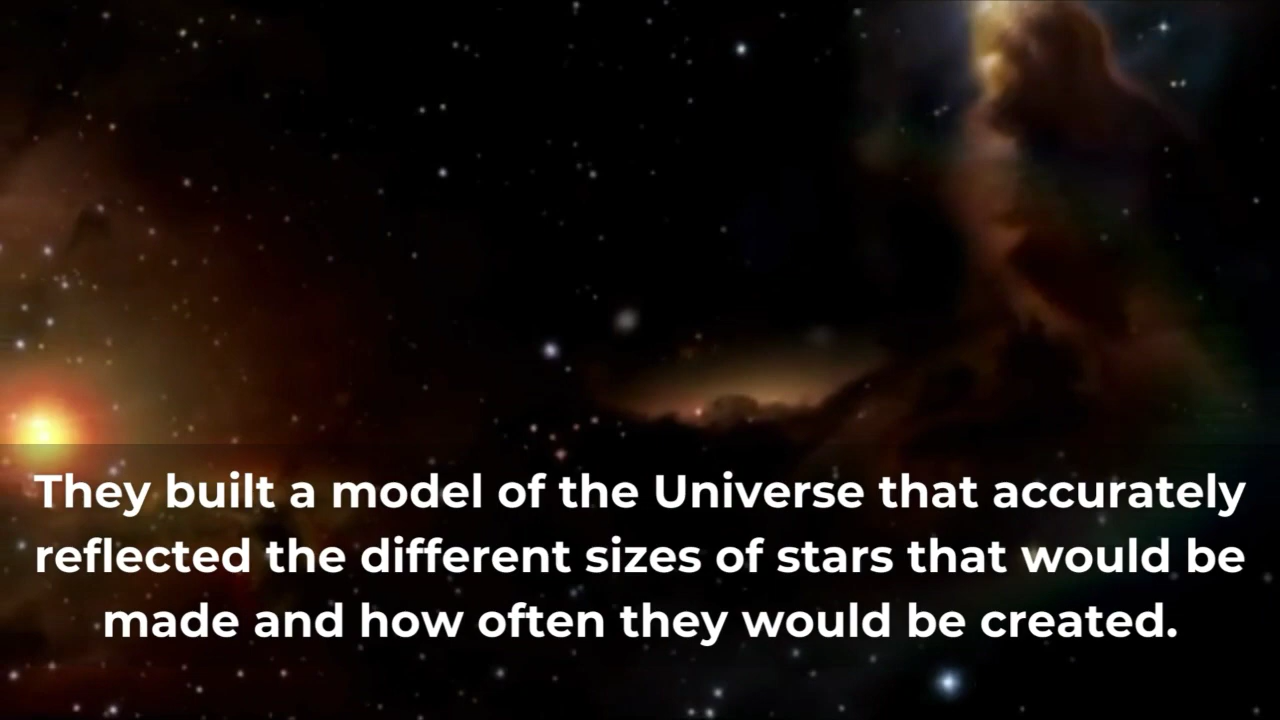 They built a model of the Universe that accurately
reflected the different sizes of stars that would be
made and how often they would be created.